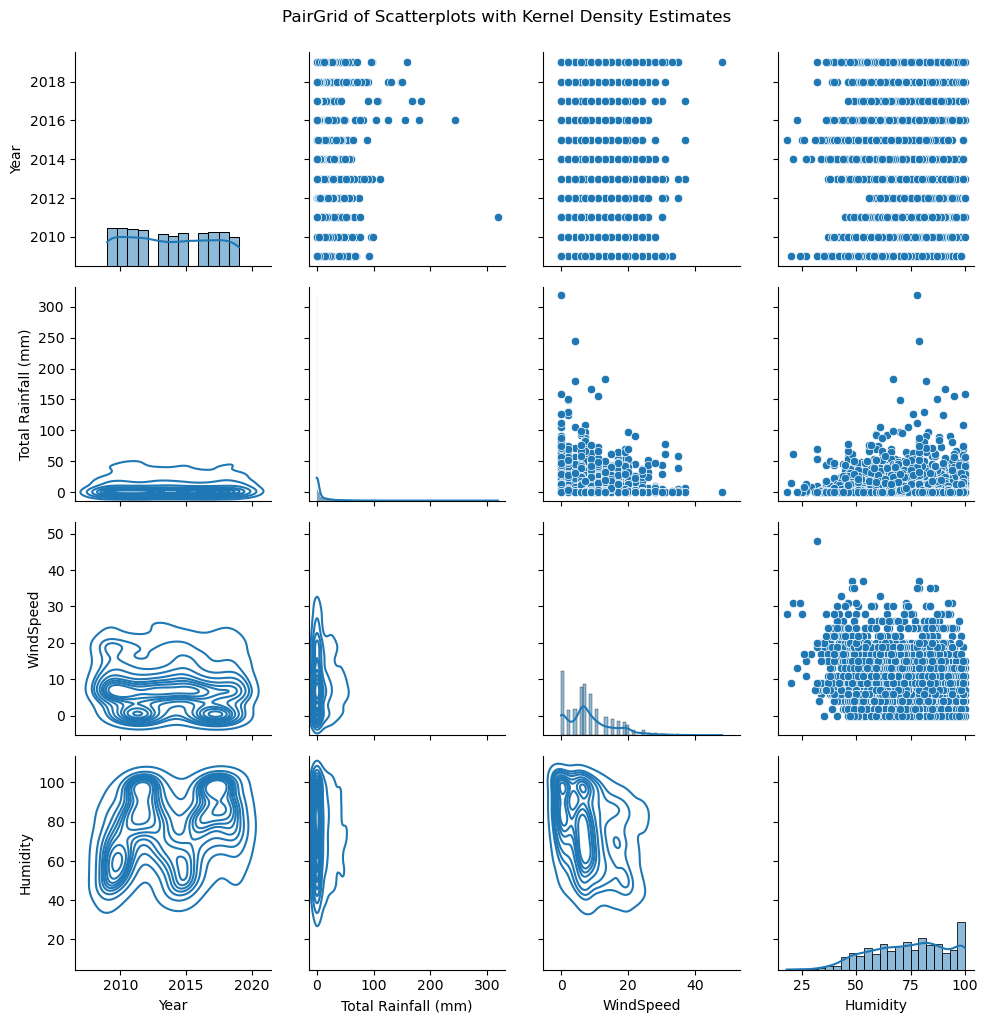 PairGrid of Scatterplots with Kernel Density Estimates
2018
2016
2014
2012
2010
Year
300
250
200
150
100
50
0
Total Rainfall (mm)
50
40
30
20
10
0
WindSpeed
100
80
60
40
20
Humidity
2010 2020
Year
0 100 200 300
Total Rainfall (mm)
0 20 40
WindSpeed
25 50 75 100
Humidity